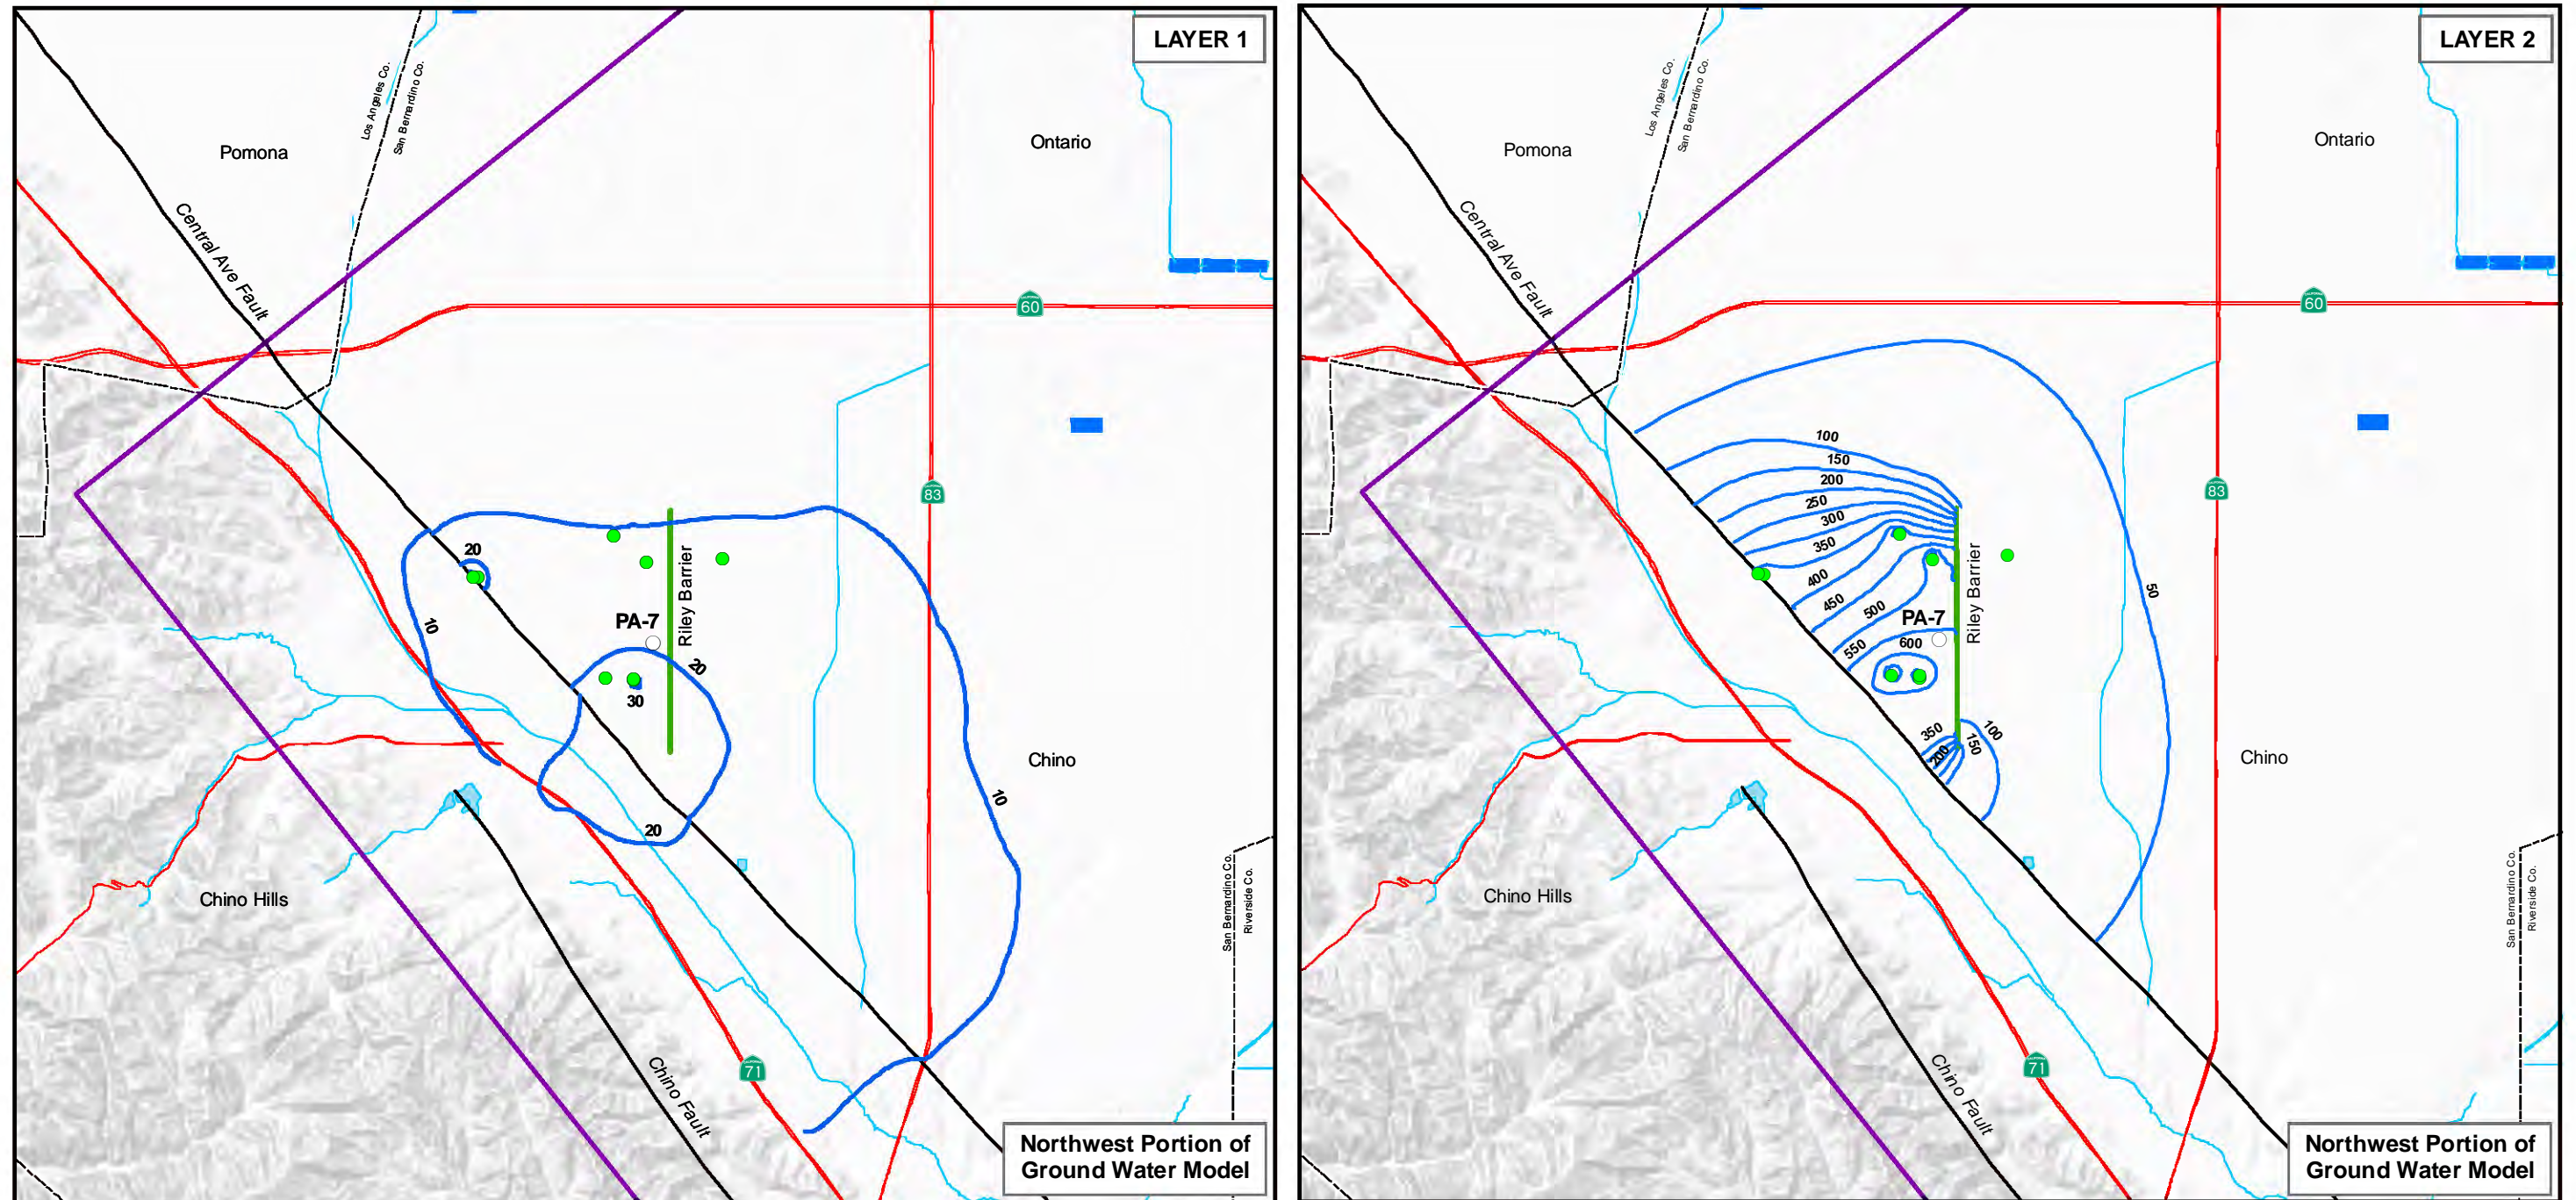 LAYER 1
Los Angeles Co.
San Bernardino Co.
Pomona
Ontario
Central Ave Fault
60
83
20
10
PA-7
Riley Barrier
20
30
Chino
10
20
Chino Hills
San Bernardino Co.
Riverside Co.
71
Chino Fault
Northwest Portion of
Ground Water Model
LAYER 2
Los Angeles Co.
San Bernardino Co.
Pomona
Ontario
Central Ave Fault
60
100
150
200
83
250
300
350
400
50
450
500
PA-7
Riley Barrier
600
550
350
100
150
200
Chino
Chino Hills
San Bernardino Co.
Riverside Co.
71
Chino Fault
Northwest Portion of
Ground Water Model